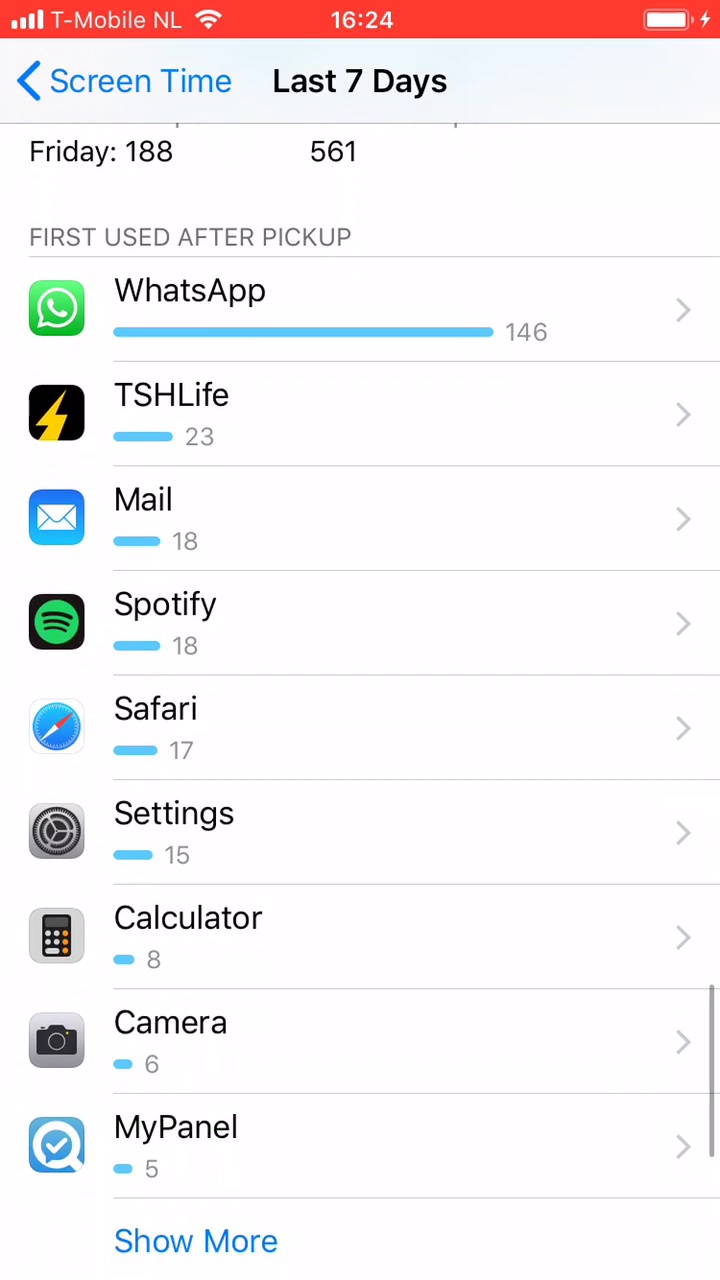 T-Mobile NL 16:24
Screen Time Last 7 Days
Friday: 188 561
FIRST USED AFTER PICKUP
WhatsApp
146
TSHLife
23
Mail
18
Spotify
18
Safari
17
Settings
15
Calculator
8
Camera
6
MyPanel
5
Show More